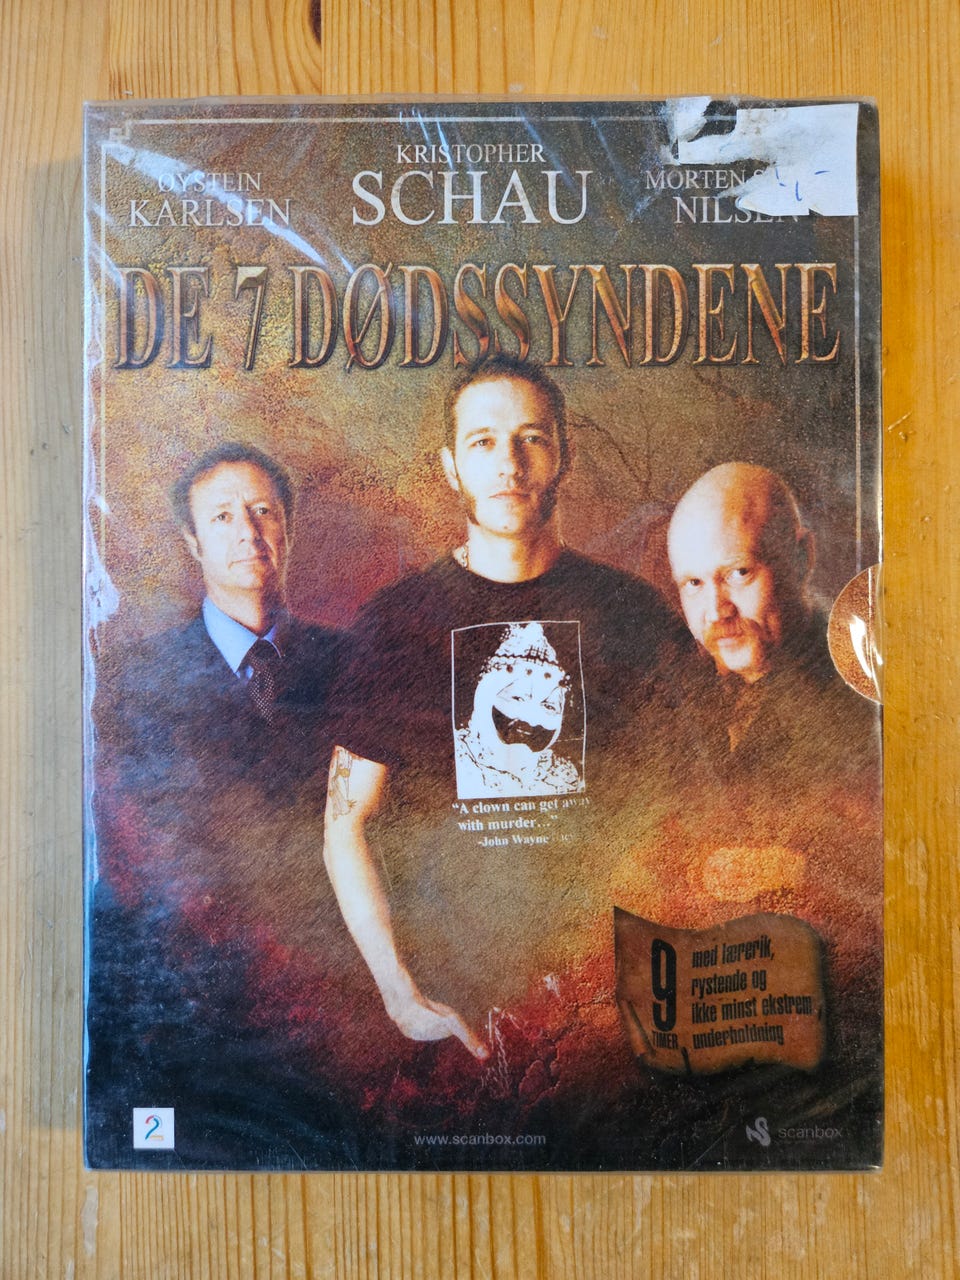 KRISTOPHER
SCHAU
ØYSTEIN
KARLSEN
MORTEN
NILSEN
DE 7 DØDSSYNDENE
"A clown can get away
with murder..."
-John Wayne
9
TIMER
med lærerik,
rystende og
ikke minst ekstrem
underholdning
2
www.scanbox.com
scanbox